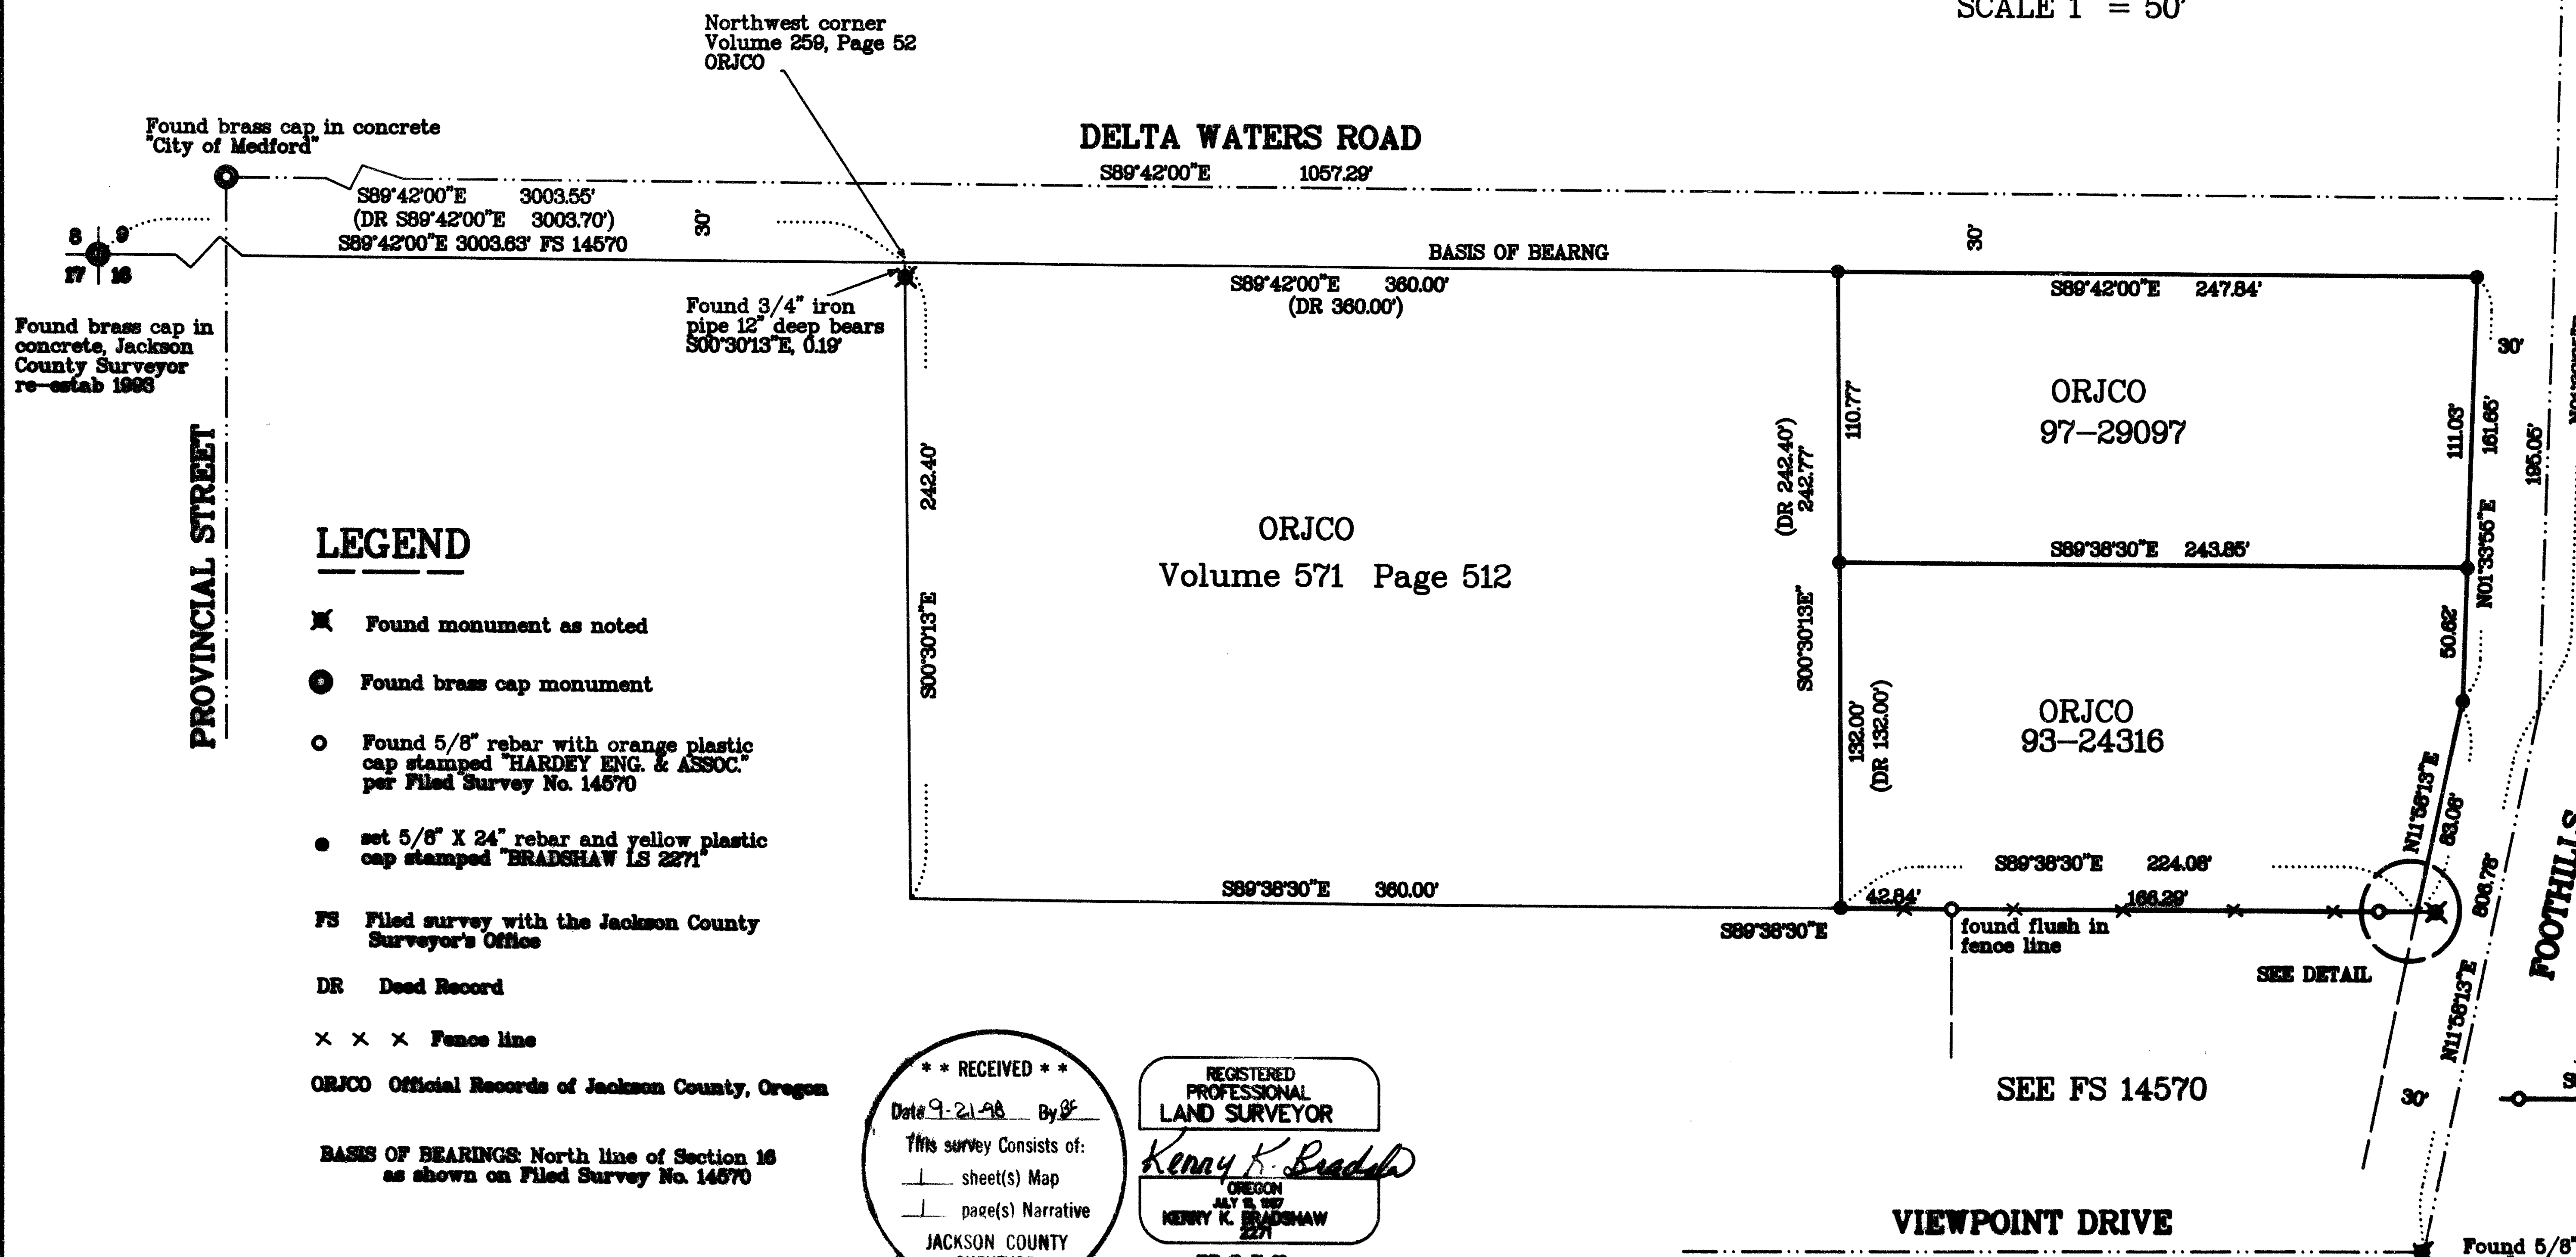 SCALE 1 = 50'
Northwest corner
Volume 259, Page 52
ORJCO
Found brass cap in concrete
"City of Medford"
DELTA WATERS ROAD
S89°42'00"E 1057.29'
S89°42'00"E 3003.55'
(DR S89°42'00"E 3003.70')
S89°42'00"E 3003.63' FS 14570
30'
8 9
17 16
Found brass cap in
concrete, Jackson
County Surveyor
re-estab 1993
Found 3/4" iron
pipe 12" deep bears
S00°30'13"E, 0.19'
BASIS OF BEARNG
S89°42'00"E 360.00'
(DR 360.00')
30'
S89°42'00"E 247.84'
30'
PROVINCIAL STREET
242.40'
S00°30'13"E
ORJCO
Volume 571 Page 512
(DR 242.40')
242.77'
S00°30'13E"
110.77'
ORJCO
97-29097
111.03'
161.65'
195.05'
N01°33'55"E
S89°38'30"E 243.85'
50.62'
132.00'
(DR 132.00')
ORJCO
93-24316
N11°58'13"E
S89°38'30"E 224.08'
42.84'
166.29'
S89°38'30"E 360.00'
S89°38'30"E
found flush in
fence line
SEE DETAIL
N11°58'13"E
30'
SEE FS 14570
VIEWPOINT DRIVE
Found 5/8
LEGEND
Found monument as noted
Found brass cap monument
Found 5/8" rebar with orange plastic
cap stamped "HARDEY ENG. & ASSOC."
per Filed Survey No. 14570
set 5/8" X 24" rebar and yellow plastic
cap stamped "BRADSHAW LS 2271"
FS Filed survey with the Jackson County
Surveyor's Office
DR Deed Record
x x x Fence line
ORJCO Official Records of Jackson County, Oregon
BASIS OF BEARINGS: North line of Section 16
as shown on Filed Survey No. 14570
* * RECEIVED * *
Date 9-21-98 By
This survey Consists of:
1 sheet(s) Map
1 page(s) Narrative
JACKSON COUNTY
REGISTERED
PROFESSIONAL
LAND SURVEYOR
OREGON
KERRY K. BRADSHAW
2271